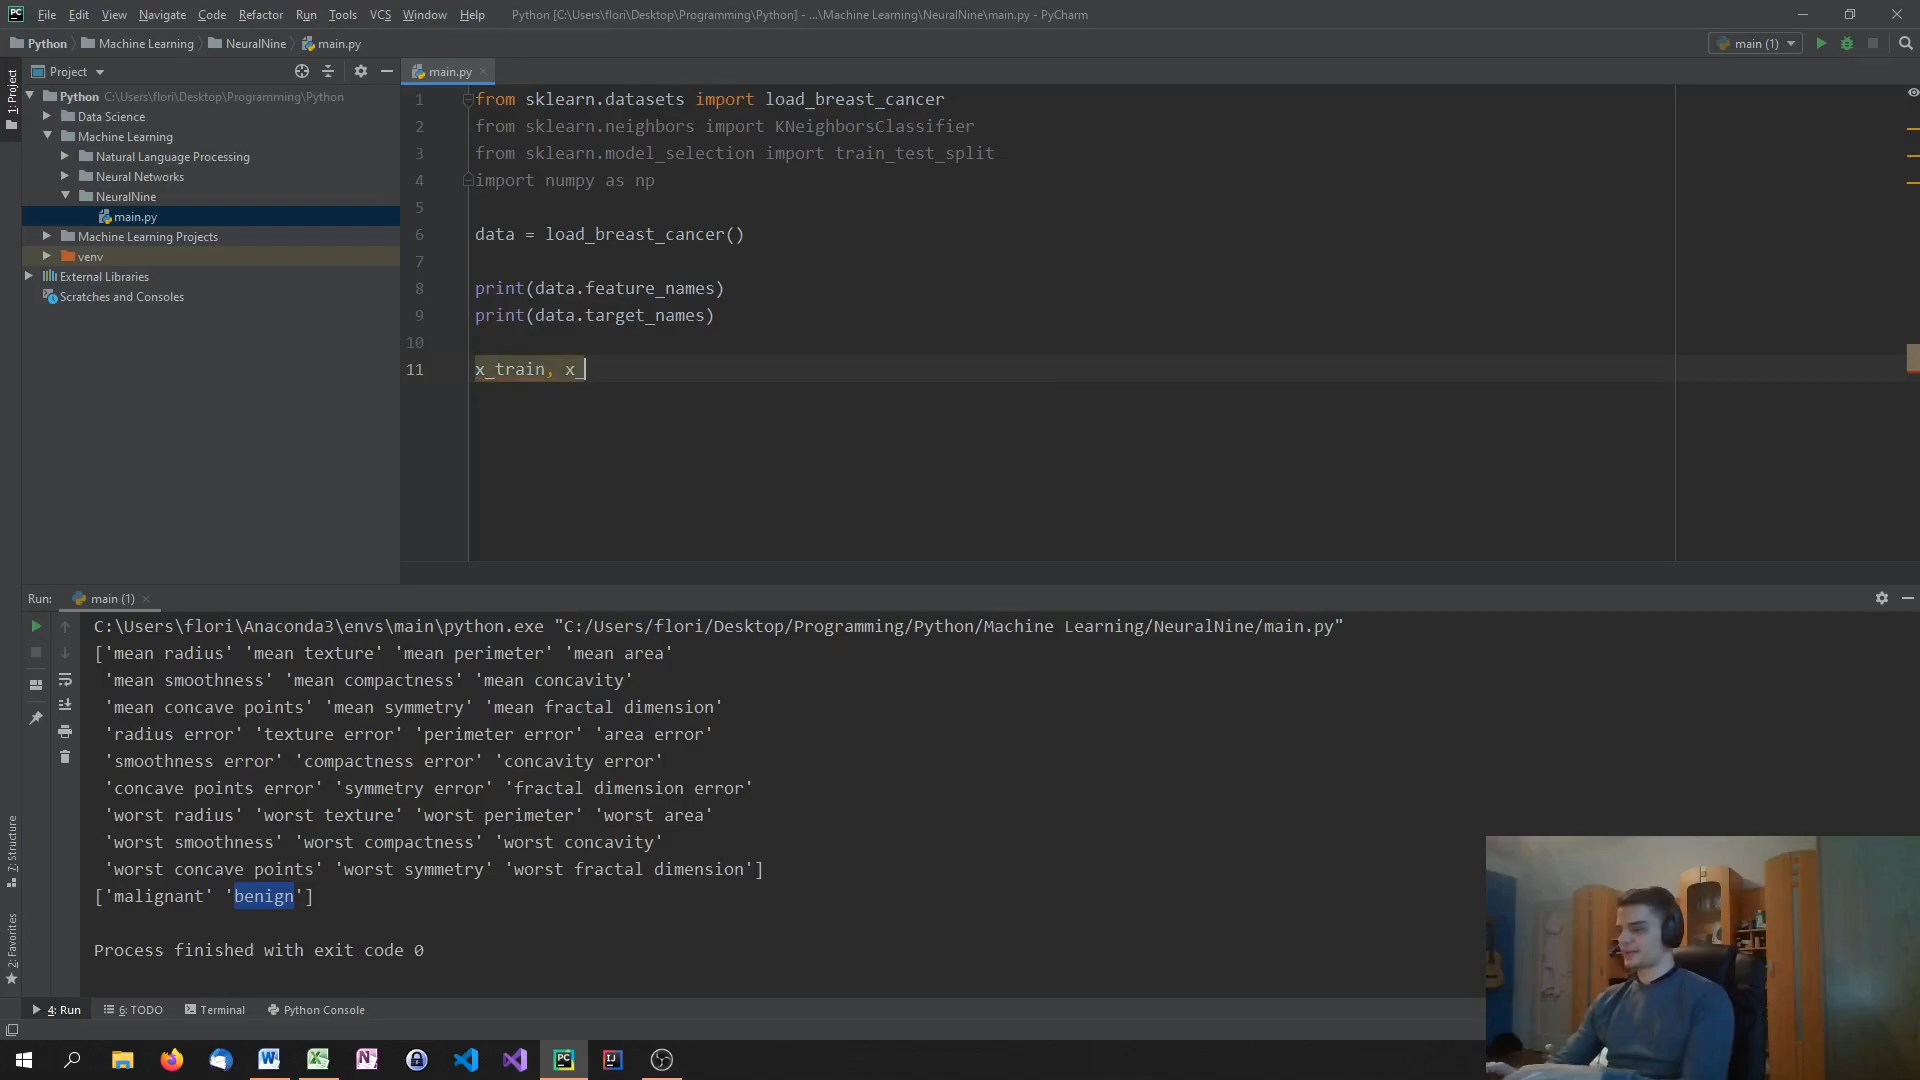 File Edit View Navigate Code Refactor Run Tools VCS Window Help Python [C:\Users\flori\Desktop\Programming\Python] - ...\Machine Learning\NeuralNine\main.py - PyCharm
Python Machine Learning NeuralNine main.py main (1)
1: Project
Project
main.py
Python C:\Users\flori\Desktop\Programming\Python
Data Science
Machine Learning
Natural Language Processing
Neural Networks
NeuralNine
main.py
Machine Learning Projects
venv
External Libraries
Scratches and Consoles
1 from sklearn.datasets import load_breast_cancer
2 from sklearn.neighbors import KNeighborsClassifier
3 from sklearn.model_selection import train_test_split
4 import numpy as np
5
6 data = load_breast_cancer()
7
8 print(data.feature_names)
9 print(data.target_names)
10
11 x_train, x_
Run: main (1)
C:\Users\flori\Anaconda3\envs\main\python.exe "C:/Users/flori/Desktop/Programming/Python/Machine Learning/NeuralNine/main.py"
['mean radius' 'mean texture' 'mean perimeter' 'mean area'
'mean smoothness' 'mean compactness' 'mean concavity'
'mean concave points' 'mean symmetry' 'mean fractal dimension'
'radius error' 'texture error' 'perimeter error' 'area error'
'smoothness error' 'compactness error' 'concavity error'
'concave points error' 'symmetry error' 'fractal dimension error'
'worst radius' 'worst texture' 'worst perimeter' 'worst area'
'worst smoothness' 'worst compactness' 'worst concavity'
'worst concave points' 'worst symmetry' 'worst fractal dimension']
['malignant' 'benign']
Process finished with exit code 0
7: Structure
2: Favorites
4: Run 6: TODO Terminal Python Console